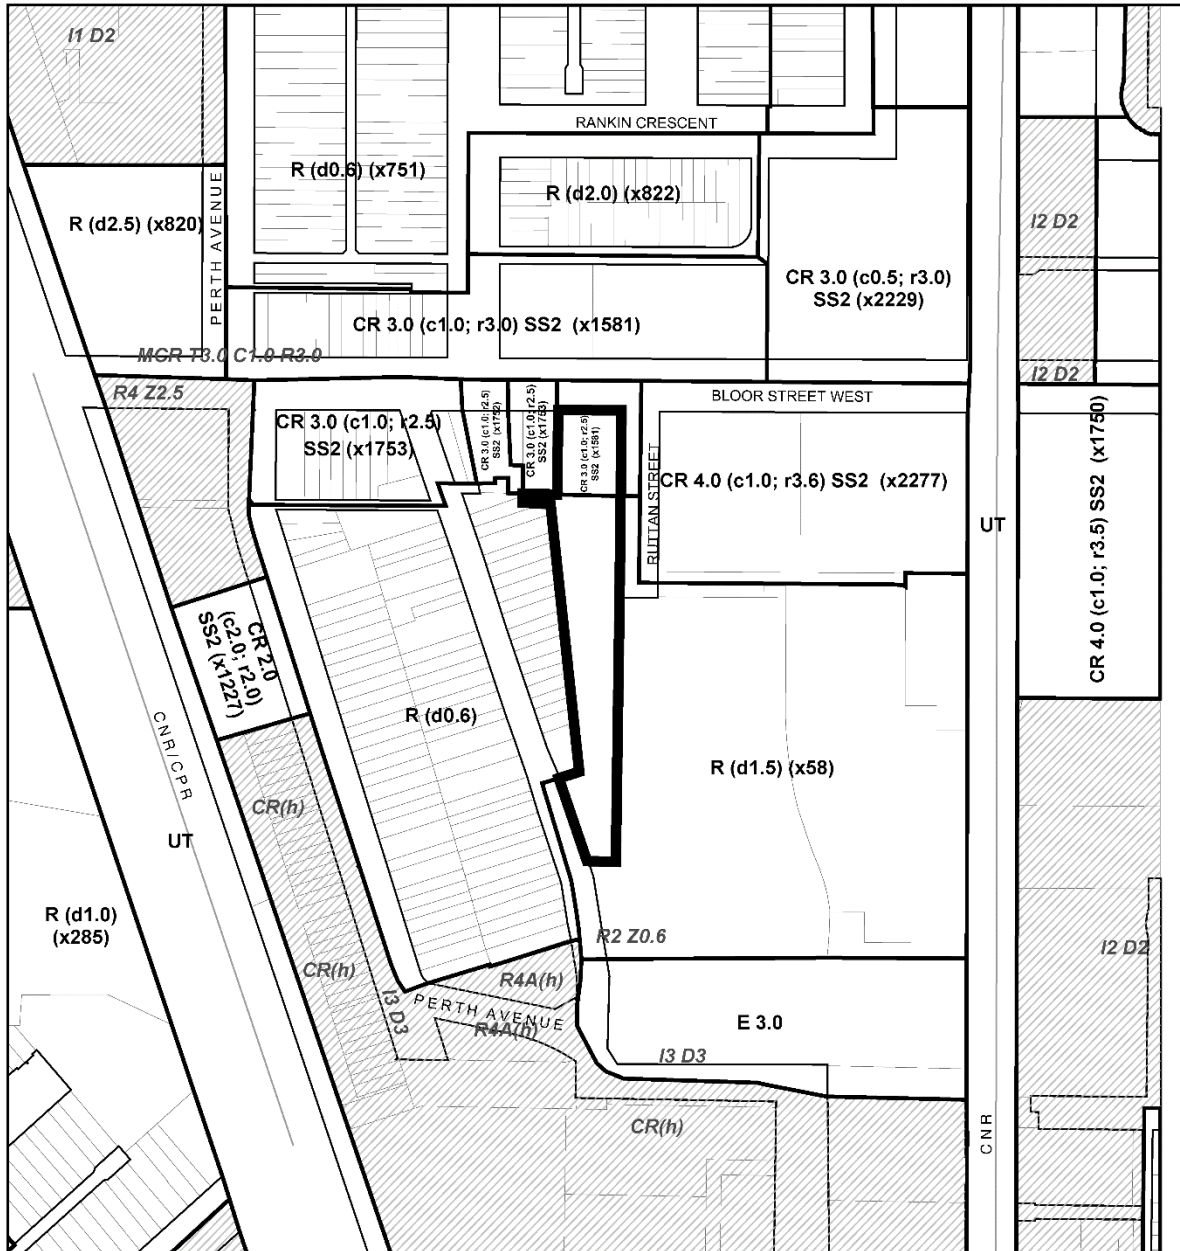 I1 D2
RANKIN CRESCENT
R (d0.6) (x751)
R (d2.0) (x822)
R (d2.5) (x820)
PERTH AVENUE
I2 D2
CR 3.0 (c0.5; r3.0)
SS2 (x2229)
CR 3.0 (c1.0; r3.0) SS2 (x1581)
MCR T3.0 C1.0 R3.0
I2 D2
R4 Z2.5
BLOOR STREET WEST
CR 3.0 (c1.0; r2.5)
SS2 (x1753)
CR 3.0 (c1.0; r2.5)
SS2 (x1752)
CR 3.0 (c1.0; r2.5)
SS2 (x1753)
CR 3.0 (c1.0; r2.5)
SS2 (x1581)
RUTTAN STREET
CR 4.0 (c1.0; r3.6) SS2 (x2277)
UT
CR 4.0 (c1.0; r3.5) SS2 (x1750)
CR 2.0
(c2.0; r2.0)
SS2 (x1227)
R (d0.6)
CNR/CPR
R (d1.5) (x58)
CR(h)
UT
R (d1.0)
(x285)
R2 Z0.6
I2 D2
CR(h)
R4A(h)
I3 D3
PERTH AVENUE
R4A(h)
E 3.0
I3 D3
CR(h)
CNR